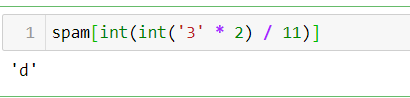 1 spam[int(int('3' * 2) / 11)]
'd'